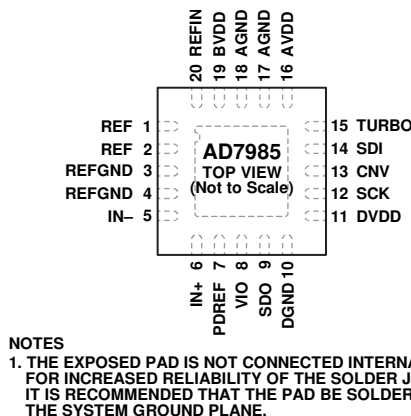 20 REFIN
19 BVDD
18 AGND
17 AGND
16 AVDD
REF 1
REF 2
REFGND 3
REFGND 4
IN– 5
AD7985
TOP VIEW
(Not to Scale)
15 TURBO
14 SDI
13 CNV
12 SCK
11 DVDD
IN+ 6
PDREF 7
VIO 8
SDO 9
DGND 10
NOTES
1. THE EXPOSED PAD IS NOT CONNECTED
FOR INCREASED RELIABILITY OF THE SOLDER
IT IS RECOMMENDED THAT THE PAD BE
THE SYSTEM GROUND PLANE.